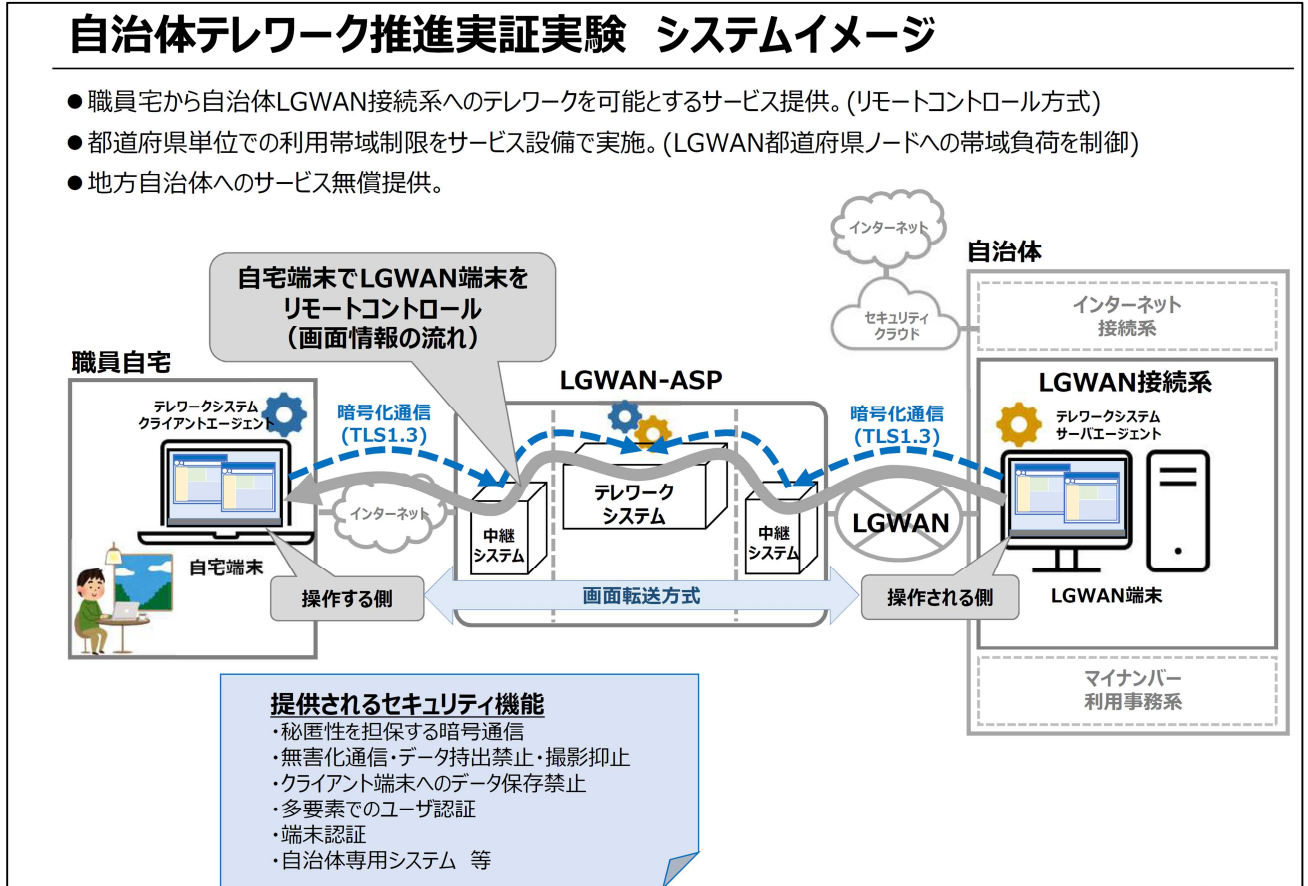 自治体テレワーク推進実証実験 システムイメージ
●職員宅から自治体LGWAN接続系へのテレワークを可能とするサービス提供。(リモートコントロール方式)
●都道府県単位での利用帯域制限をサービス設備で実施。(LGWAN都道府県ノードへの帯域負荷を制御)
●地方自治体へのサービス無償提供。
インターネット
セキュリティ
クラウド
自治体
インターネット
接続系
自宅端末でLGWAN端末を
リモートコントロール
(画面情報の流れ)
職員自宅
テレワークシステム
クライアントエージェント
自宅端末
操作する側
暗号化通信
(TLS1.3)
インターネット
LGWAN-ASP
中継
システム
テレワーク
システム
中継
システム
画面転送方式
暗号化通信
(TLS1.3)
LGWAN
LGWAN接続系
テレワークシステム
サーバエージェント
操作される側
LGWAN端末
マイナンバー
利用事務系
提供されるセキュリティ機能
・秘匿性を担保する暗号通信
・無害化通信・データ持出禁止・撮影抑止
・クライアント端末へのデータ保存禁止
・多要素でのユーザ認証
・端末認証
・自治体専用システム 等